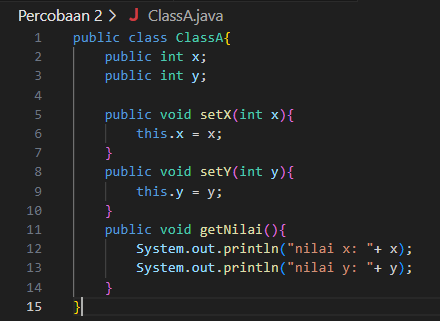 Percobaan 2 > J ClassA.java
1 public class ClassA{
2     public int x;
3     public int y;
4
5     public void setX(int x){
6         this.x = x;
7     }
8     public void setY(int y){
9         this.y = y;
10     }
11     public void getNilai(){
12         System.out.println("nilai x: "+ x);
13         System.out.println("nilai y: "+ y);
14     }
15 }